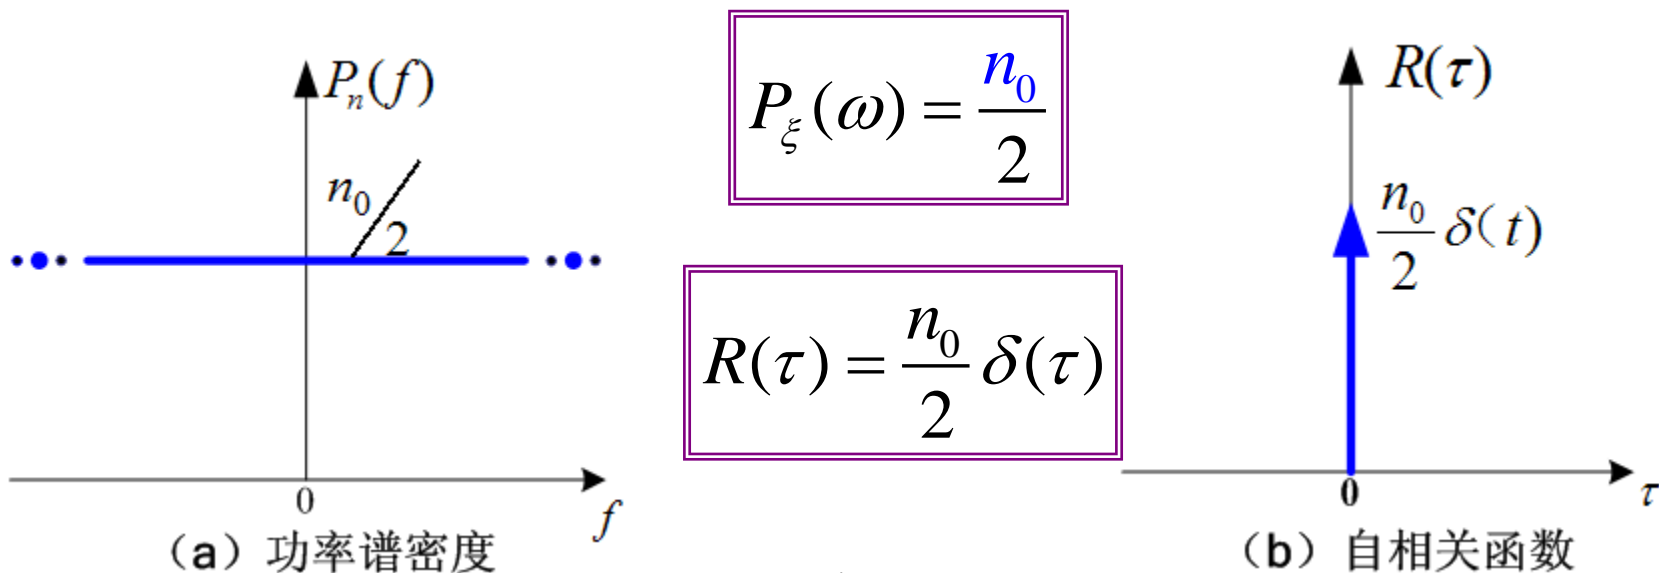 Pₙ(f)
n₀/2
0
f
（a）功率谱密度
P_ξ(ω) = n₀/2
R(τ) = n₀/2 δ(τ)
R(τ)
n₀/2 δ(t)
0
τ
（b）自相关函数